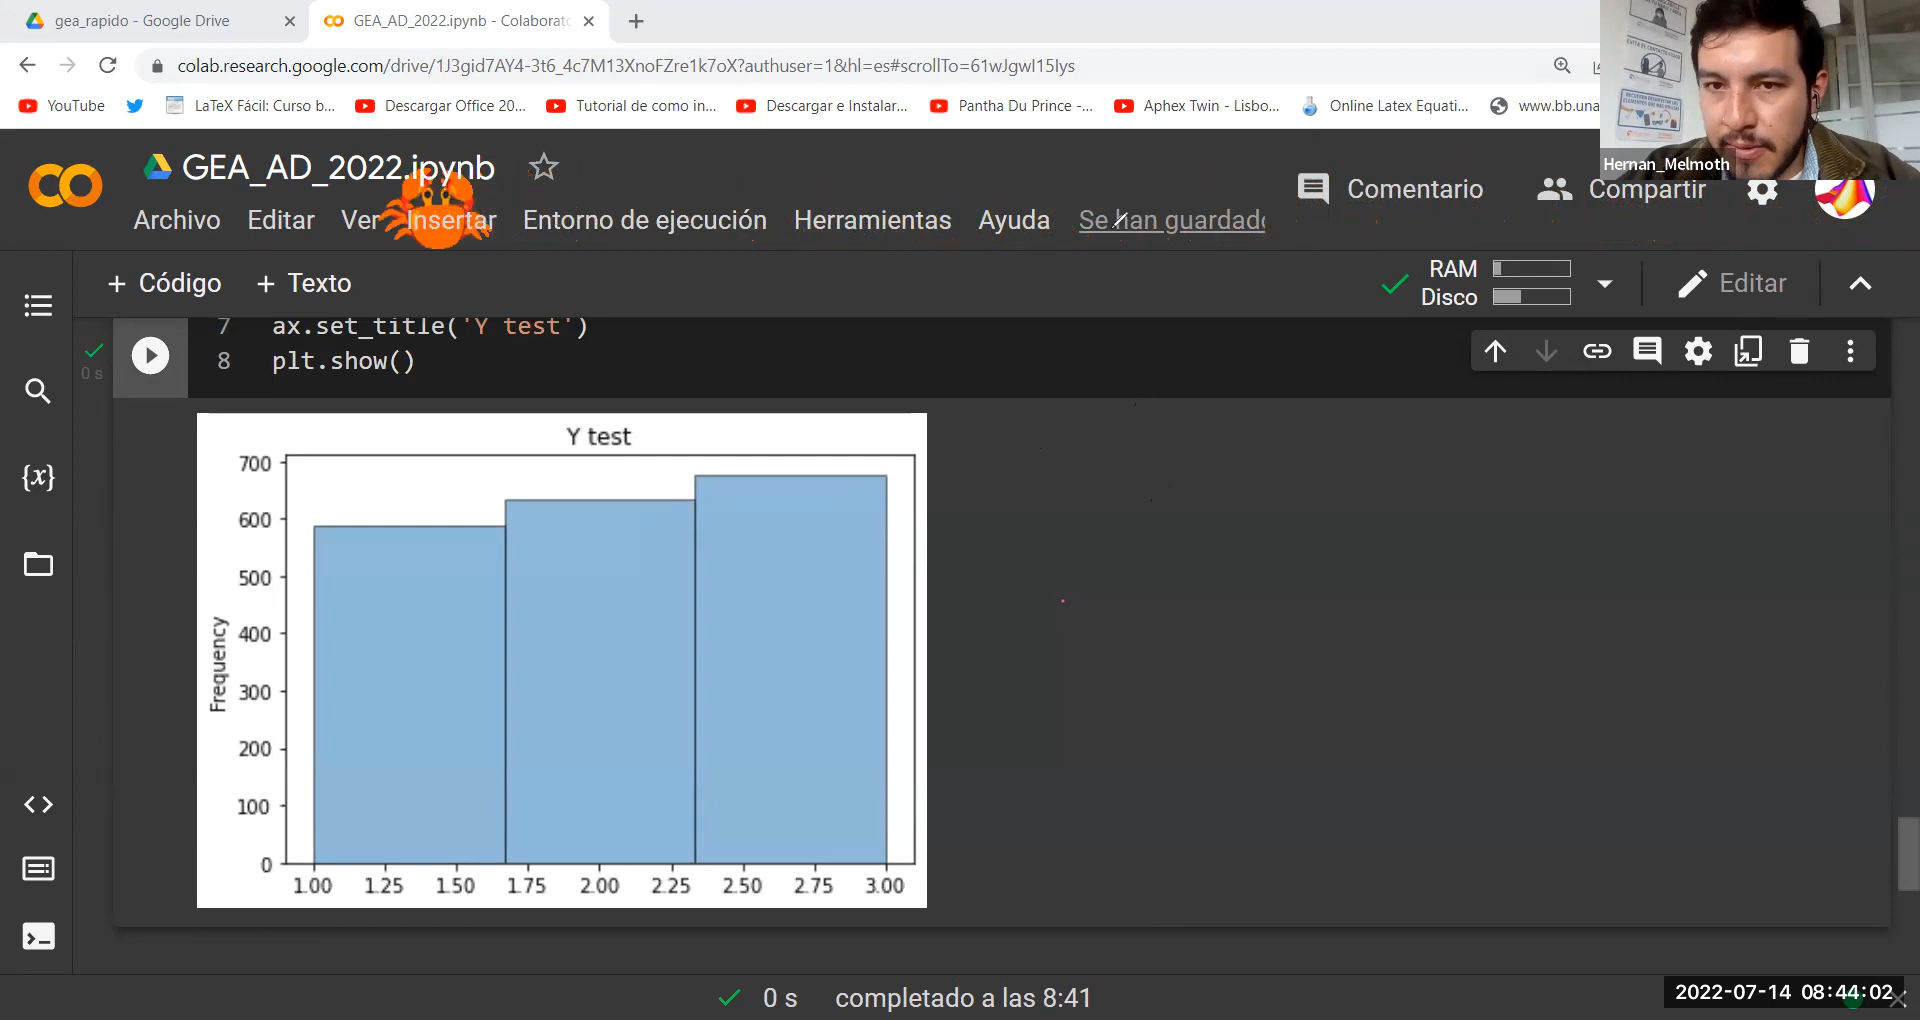 gea_rapido - Google Drive
GEA_AD_2022.ipynb - Colaborato
colab.research.google.com/drive/1J3gid7AY4-3t6_4c7M13XnoFZre1k7oX?authuser=1&hl=es#scrollTo=61wJgwI15Iys
YouTube
LaTeX Fácil: Curso b...
Descargar Office 20...
Tutorial de como in...
Descargar e Instalar...
Pantha Du Prince -...
Aphex Twin - Lisbo...
Online Latex Equati...
www.bb.una
Hernan_Melmoth
GEA_AD_2022.ipynb
Comentario
Compartir
Archivo Editar Ver Insertar Entorno de ejecución Herramientas Ayuda Se han guardado
+ Código + Texto
RAM
Disco
Editar
7 ax.set_title('Y test')
8 plt.show()
0 s
{x}
Y test
700
600
500
400
300
200
100
0
Frequency
1.00 1.25 1.50 1.75 2.00 2.25 2.50 2.75 3.00
0 s completado a las 8:41
2022-07-14 08:44:02